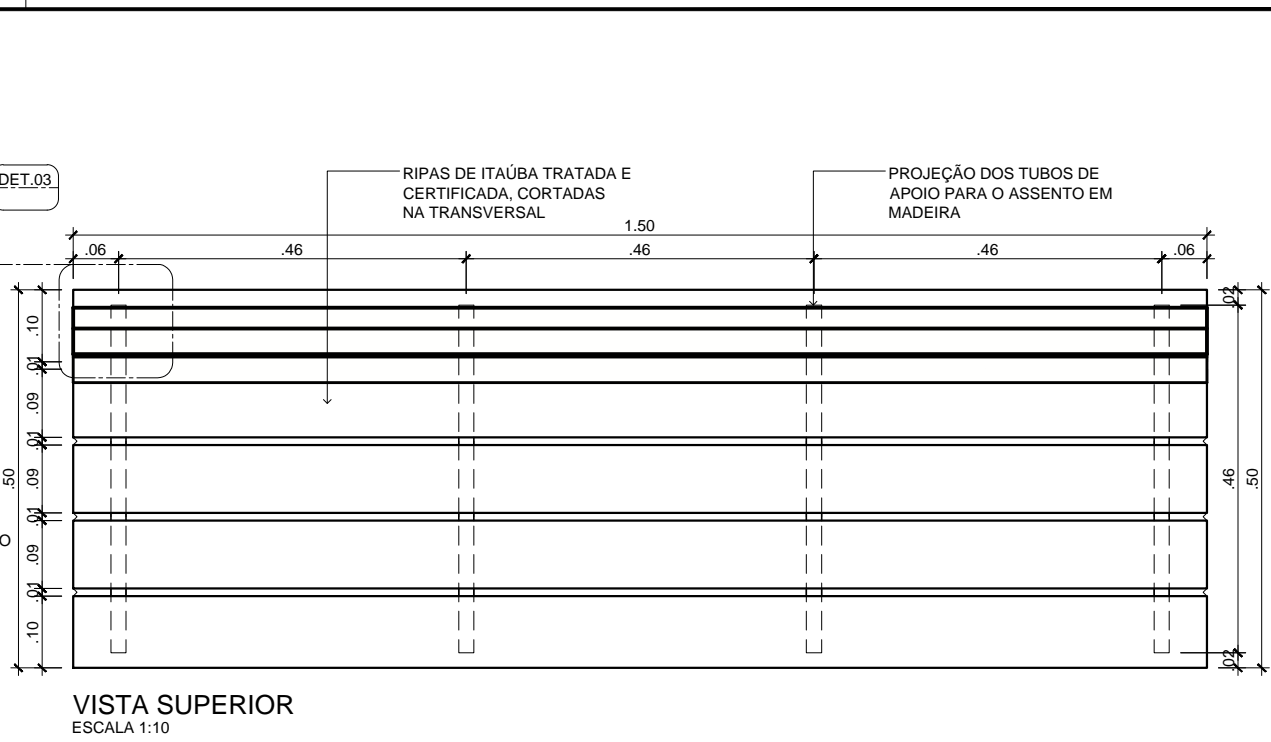 DET.03
RIPAS DE ITAÚBA TRATADA E
CERTIFICADA, CORTADAS
NA TRANSVERSAL
PROJEÇÃO DOS TUBOS DE
APOIO PARA O ASSENTO EM
MADEIRA
1.50
.06
.46
.46
.46
.06
.10
.01
.09
.01
.09
.01
.09
.01
.10
.50
O
.02
.46
.02
.50
VISTA SUPERIOR
ESCALA 1:10